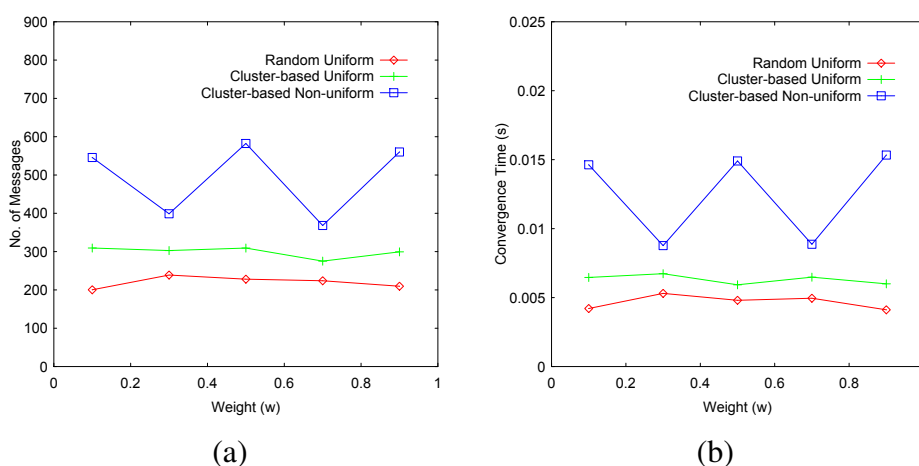 900
800
700
600
500
400
300
200
100
0
No. of Messages
Random Uniform
Cluster-based Uniform
Cluster-based Non-uniform
0 0.2 0.4 0.6 0.8 1
Weight (w)
(a)
0.025
0.02
0.015
0.01
0.005
0
Convergence Time (s)
Random Uniform
Cluster-based Uniform
Cluster-based Non-uniform
0 0.2 0.4 0.6 0.8
Weight (w)
(b)